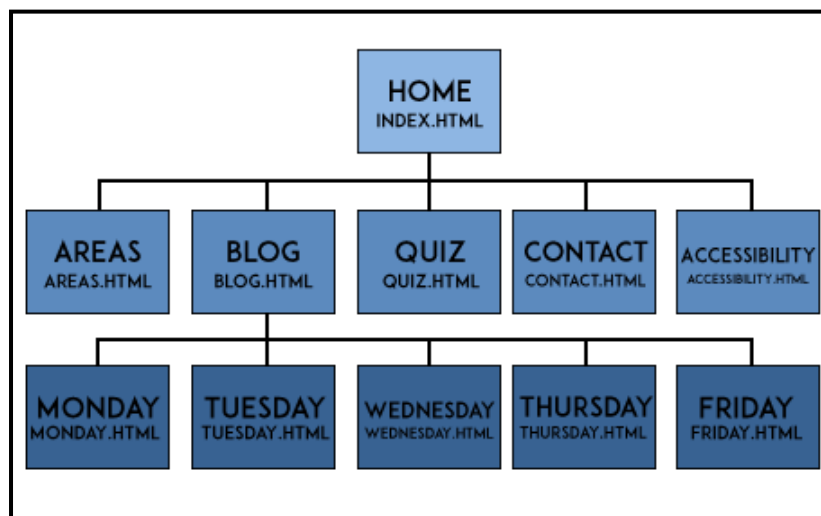 HOME
INDEX.HTML
AREAS
AREAS.HTML
BLOG
BLOG.HTML
QUIZ
QUIZ.HTML
CONTACT
CONTACT.HTML
ACCESSIBILITY
ACCESSIBILITY.HTML
MONDAY
MONDAY.HTML
TUESDAY
TUESDAY.HTML
WEDNESDAY
WEDNESDAY.HTML
THURSDAY
THURSDAY.HTML
FRIDAY
FRIDAY.HTML